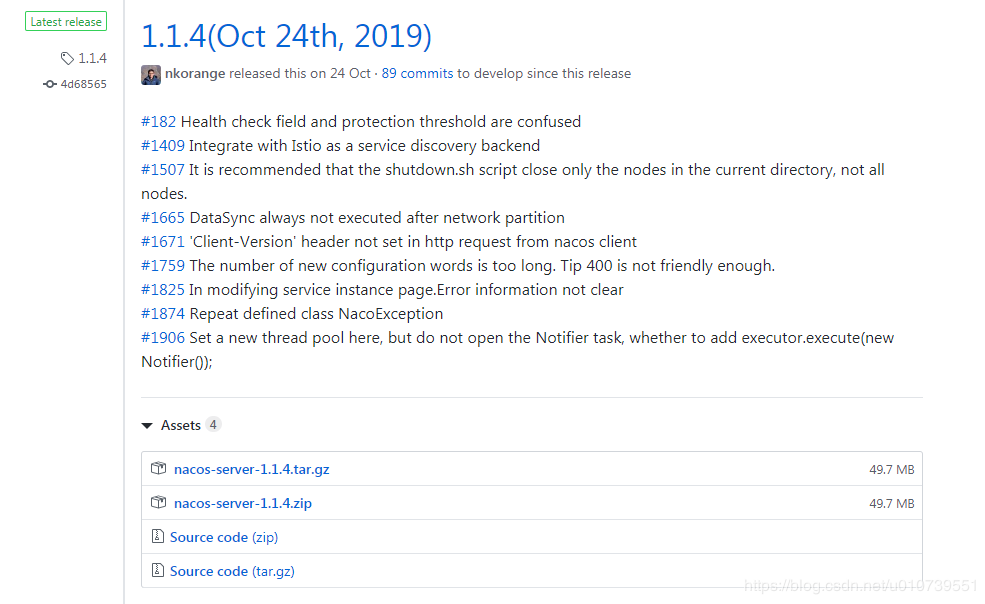 Latest release
1.1.4
4d68565
1.1.4(Oct 24th, 2019)
nkorange released this on 24 Oct · 89 commits to develop since this release
#182 Health check field and protection threshold are confused
#1409 Integrate with Istio as a service discovery backend
#1507 It is recommended that the shutdown.sh script close only the nodes in the current directory, not all
nodes.
#1665 DataSync always not executed after network partition
#1671 'Client-Version' header not set in http request from nacos client
#1759 The number of new configuration words is too long. Tip 400 is not friendly enough.
#1825 In modifying service instance page.Error information not clear
#1874 Repeat defined class NacoException
#1906 Set a new thread pool here, but do not open the Notifier task, whether to add executor.execute(new
Notifier());
Assets 4
nacos-server-1.1.4.tar.gz 49.7 MB
nacos-server-1.1.4.zip 49.7 MB
Source code (zip)
Source code (tar.gz)
https://blog.csdn.net/u010739551